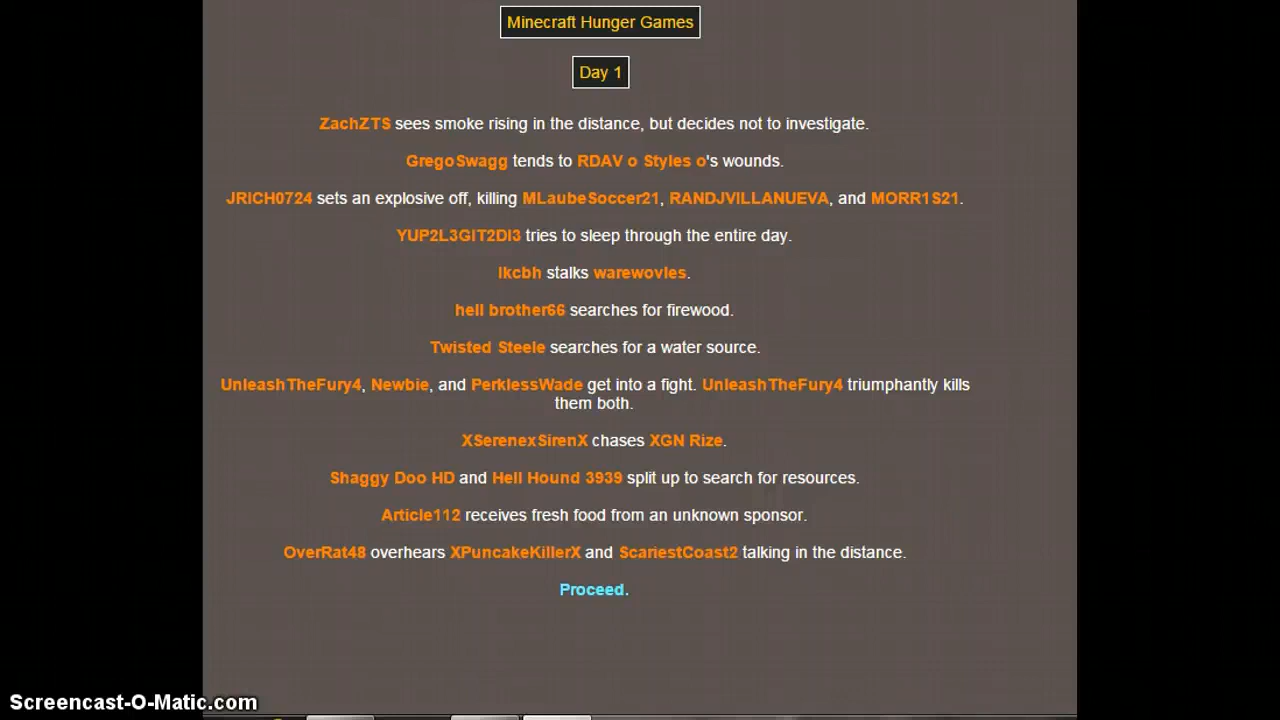 Minecraft Hunger Games
Day 1
ZachZTS sees smoke rising in the distance, but decides not to investigate.
GregoSwagg tends to RDAV o Styles o's wounds.
JRICH0724 sets an explosive off, killing MLaubeSoccer21, RANDJVILLANUEVA, and MORR1S21.
YUP2L3GIT2DI3 tries to sleep through the entire day.
lkcbh stalks warewovles.
hell brother66 searches for firewood.
Twisted Steele searches for a water source.
UnleashTheFury4, Newbie, and PerklessWade get into a fight. UnleashTheFury4 triumphantly kills
them both.
XSerenexSirenX chases XGN Rize.
Shaggy Doo HD and Hell Hound 3939 split up to search for resources.
Article112 receives fresh food from an unknown sponsor.
OverRat48 overhears XPuncakeKillerX and ScariestCoast2 talking in the distance.
Proceed.
Screencast-O-Matic.com